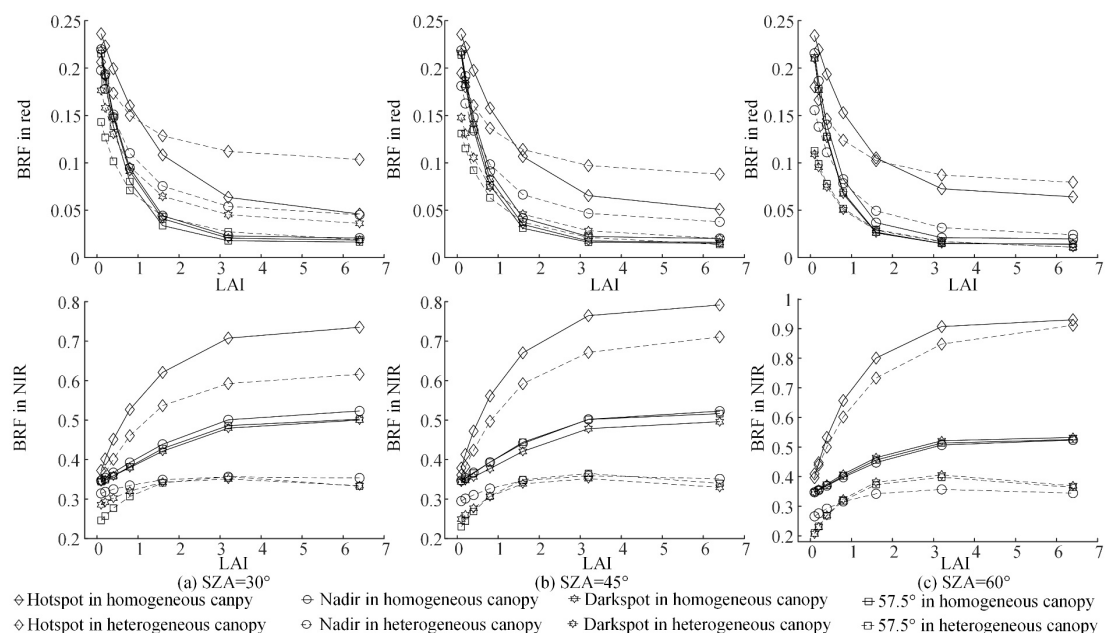 0.25
0.2
0.15
0.1
0.05
0
BRF in red
0 1 2 3 4 5 6 7
LAI
0.25
0.2
0.15
0.1
0.05
0
BRF in red
0 1 2 3 4 5 6 7
LAI
0.25
0.2
0.15
0.1
0.05
0
BRF in red
0 1 2 3 4 5 6 7
LAI
0.8
0.7
0.6
0.5
0.4
0.3
0.2
BRF in NIR
0 1 2 3 4 5 6 7
LAI
(a) SZA=30°
0.8
0.7
0.6
0.5
0.4
0.3
0.2
BRF in NIR
0 1 2 3 4 5 6 7
LAI
(b) SZA=45°
1
0.9
0.8
0.7
0.6
0.5
0.4
0.3
0.2
BRF in NIR
0 1 2 3 4 5 6 7
LAI
(c) SZA=60°
Hotspot in homogeneous canpy
Nadir in homogeneous canopy
Darkspot in homogeneous canopy
57.5° in homogeneous canopy
Hotspot in heterogeneous canpy
Nadir in heterogeneous canopy
Darkspot in heterogeneous canopy
57.5° in heterogeneous canopy